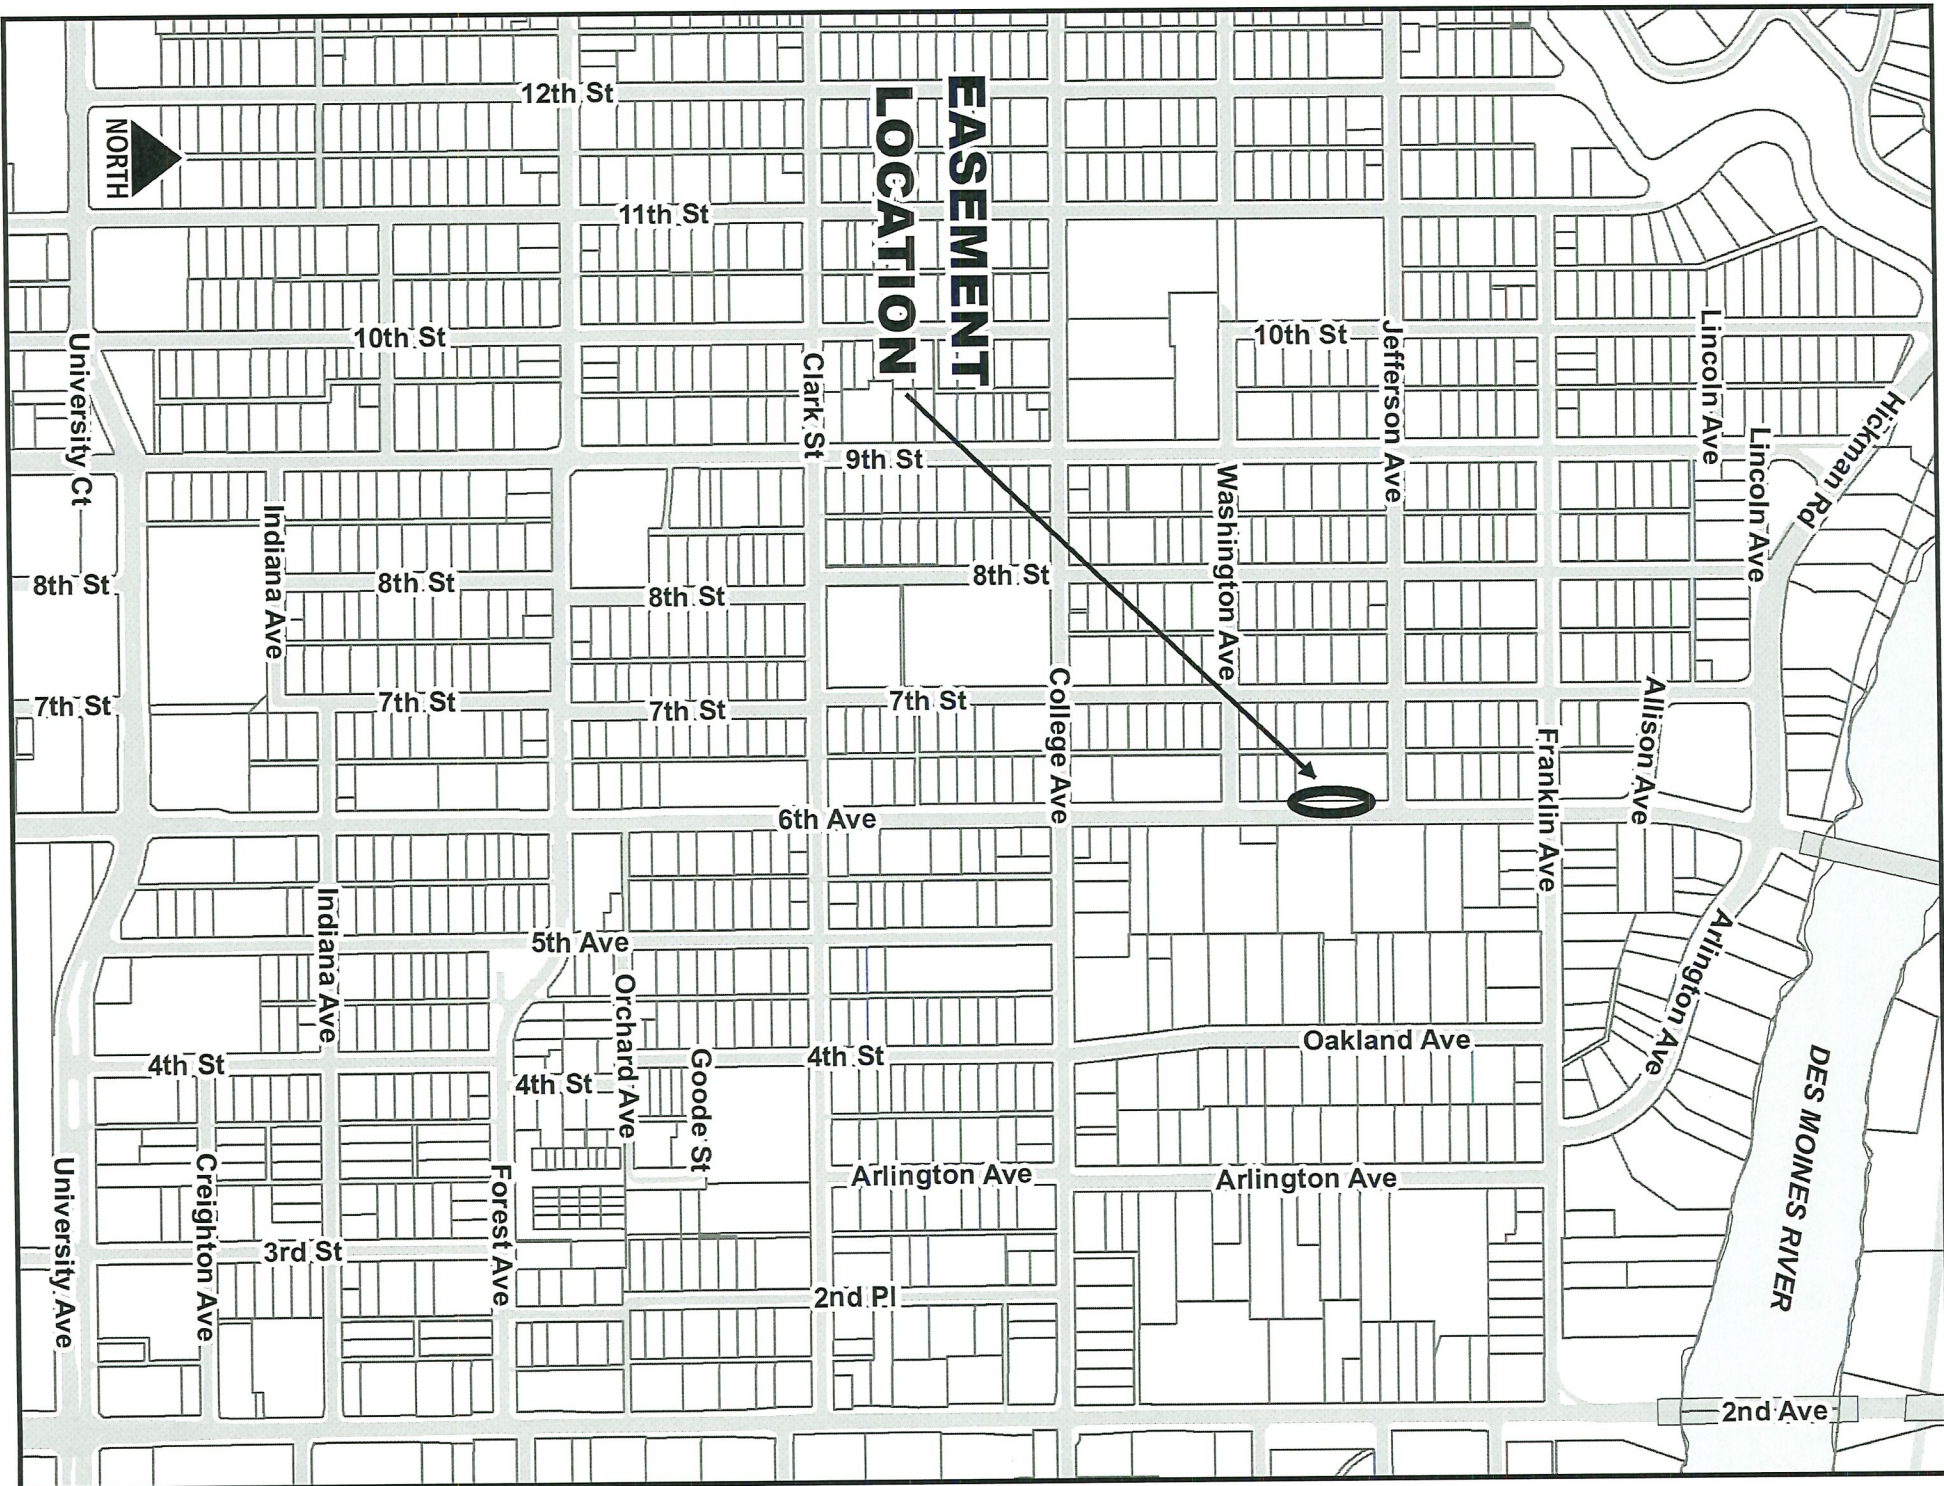 12th St
NORTH
EASEMENT
LOCATION
11th St
10th St
10th St
University Ct
Clark St
Jefferson Ave
Lincoln Ave
Hickman Rd
9th St
Lincoln Ave
Washington Ave
Indiana Ave
8th St
8th St
8th St
8th St
7th St
7th St
7th St
7th St
College Ave
Allison Ave
Franklin Ave
6th Ave
Indiana Ave
5th Ave
Orchard Ave
Arlington Ave
Oakland Ave
4th St
4th St
4th St
Goode St
DES MOINES RIVER
University Ave
Creighton Ave
Forest Ave
Arlington Ave
Arlington Ave
3rd St
2nd Pl
2nd Ave